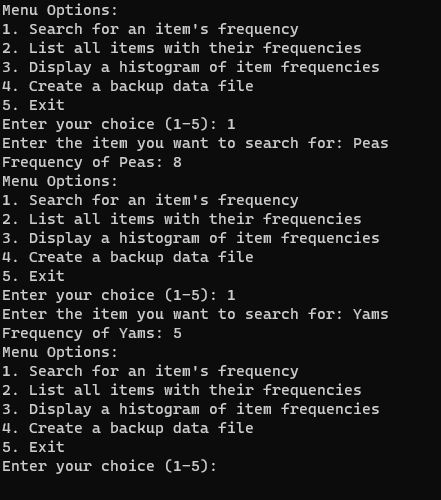 Menu Options:
1. Search for an item's frequency
2. List all items with their frequencies
3. Display a histogram of item frequencies
4. Create a backup data file
5. Exit
Enter your choice (1-5): 1
Enter the item you want to search for: Peas
Frequency of Peas: 8
Menu Options:
1. Search for an item's frequency
2. List all items with their frequencies
3. Display a histogram of item frequencies
4. Create a backup data file
5. Exit
Enter your choice (1-5): 1
Enter the item you want to search for: Yams
Frequency of Yams: 5
Menu Options:
1. Search for an item's frequency
2. List all items with their frequencies
3. Display a histogram of item frequencies
4. Create a backup data file
5. Exit
Enter your choice (1-5):